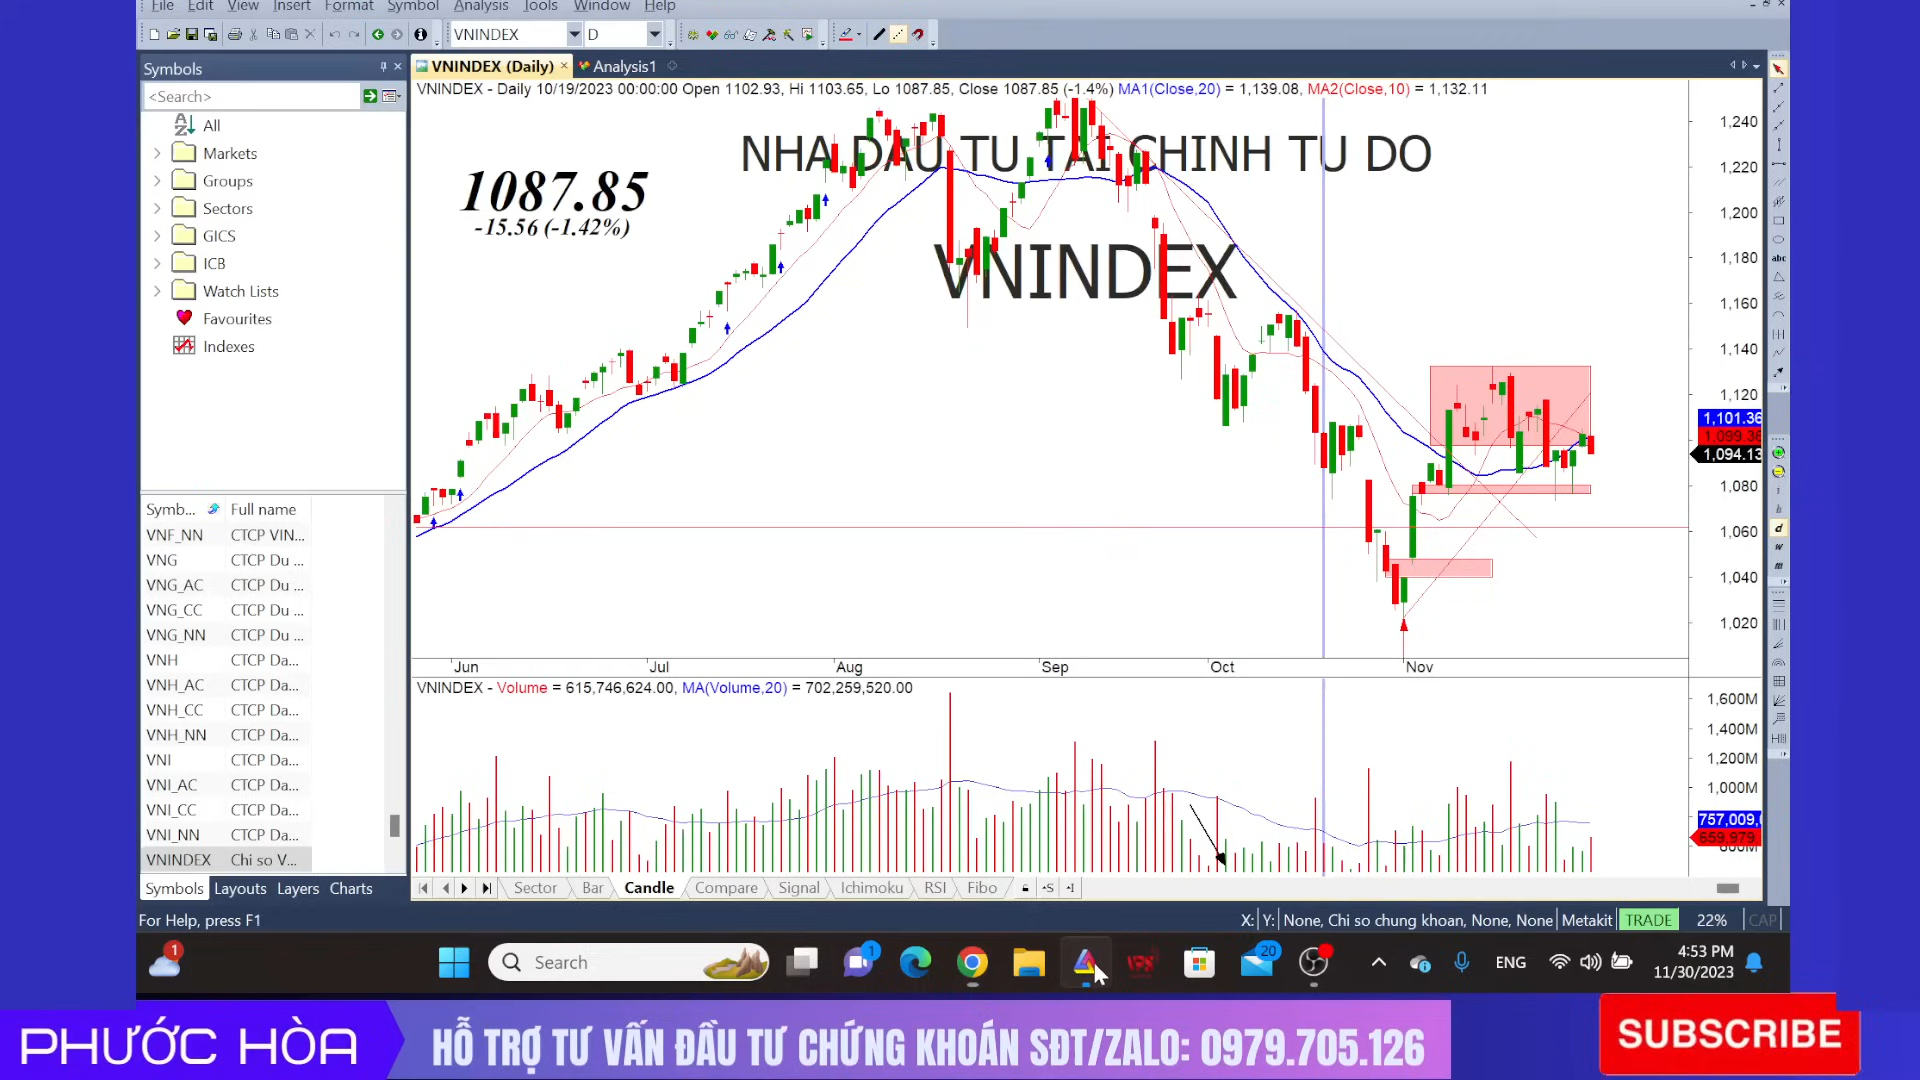 File Edit View Insert Format Symbol Analysis Tools Window Help
VNINDEX D
Symbols
VNINDEX (Daily) Analysis1
<Search>
VNINDEX - Daily 10/19/2023 00:00:00 Open 1102.93, Hi 1103.65, Lo 1087.85, Close 1087.85 (-1.4%) MA1(Close,20) = 1,139.08, MA2(Close,10) = 1,132.11
All
Markets
Groups
Sectors
GICS
ICB
Watch Lists
Favourites
Indexes
NHA DAU TU TAI CHINH TU DO
VNINDEX
1087.85
-15.56 (-1.42%)
1,240
1,220
1,200
1,180
1,160
1,140
1,120
1,101.36
1,099.36
1,094.13
1,080
1,060
1,040
1,020
Jun Jul Aug Sep Oct Nov
Symb... Full name
VNF_NN CTCP VIN...
VNG CTCP Du ...
VNG_AC CTCP Du ...
VNG_CC CTCP Du ...
VNG_NN CTCP Du ...
VNH CTCP Da...
VNH_AC CTCP Da...
VNH_CC CTCP Da...
VNH_NN CTCP Da...
VNI CTCP Da...
VNI_AC CTCP Da...
VNI_CC CTCP Da...
VNI_NN CTCP Da...
VNINDEX Chi so V...
VNINDEX - Volume = 615,746,624.00, MA(Volume,20) = 702,259,520.00
1,600M
1,400M
1,200M
1,000M
757,009,
659,979
Symbols Layouts Layers Charts
Sector Bar Candle Compare Signal Ichimoku RSI Fibo
abc
d
w
m
For Help, press F1
X: Y: None, Chi so chung khoan, None, None Metakit TRADE 22% CAP
1
Search
1
20
ENG
4:53 PM
11/30/2023
PHƯỚC HÒA
HỖ TRỢ TƯ VẤN ĐẦU TƯ CHỨNG KHOÁN SĐT/ZALO: 0979.705.126
SUBSCRIBE